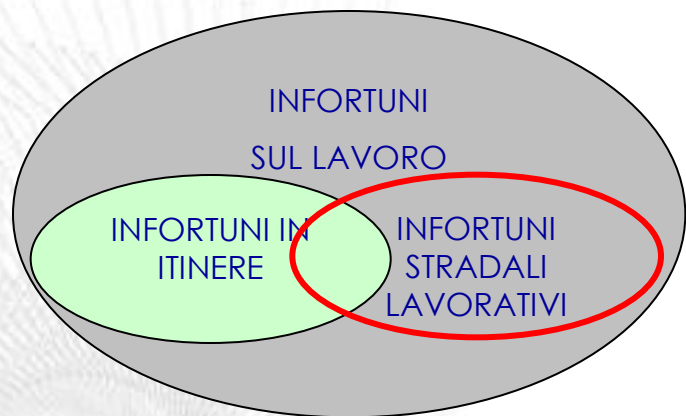 INFORTUNI
SUL LAVORO
INFORTUNI IN
ITINERE
INFORTUNI
STRADALI
LAVORATIVI